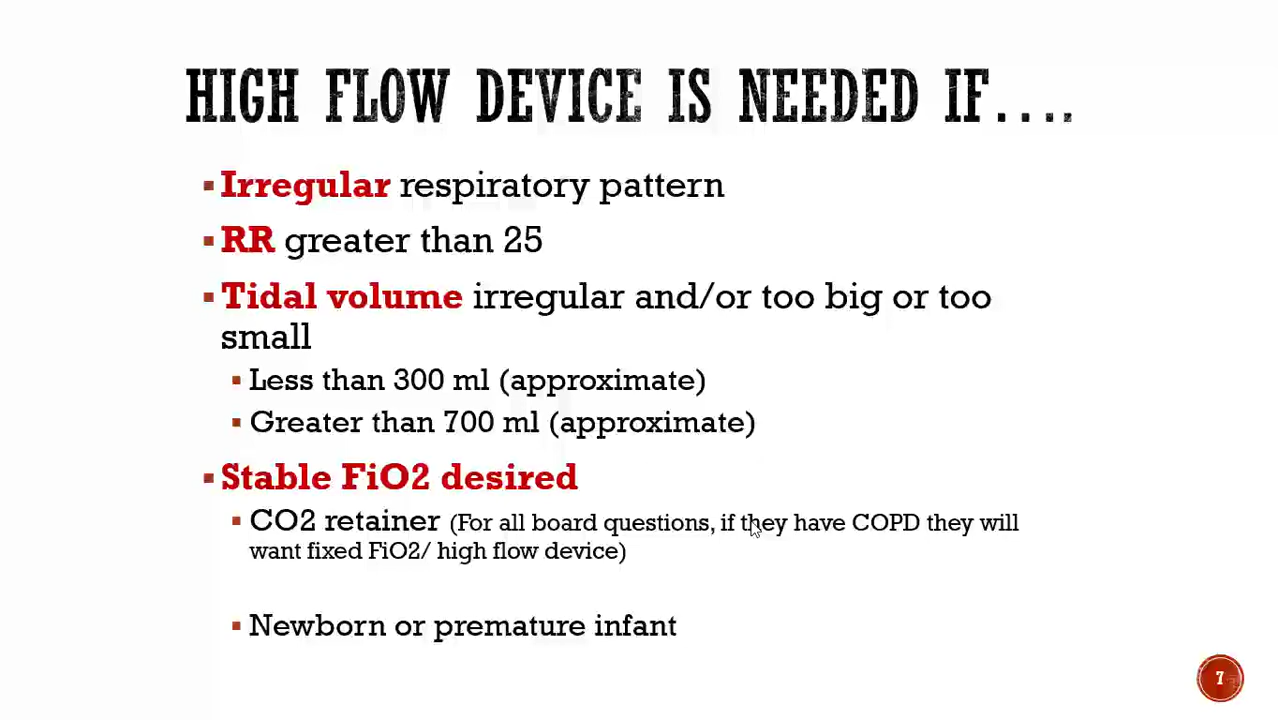 HIGH FLOW DEVICE IS NEEDED IF....
▪Irregular respiratory pattern
▪RR greater than 25
▪Tidal volume irregular and/or too big or too
small
▪Less than 300 ml (approximate)
▪Greater than 700 ml (approximate)
▪Stable FiO2 desired
▪CO2 retainer (For all board questions, if they have COPD they will
want fixed FiO2/ high flow device)
▪Newborn or premature infant
7